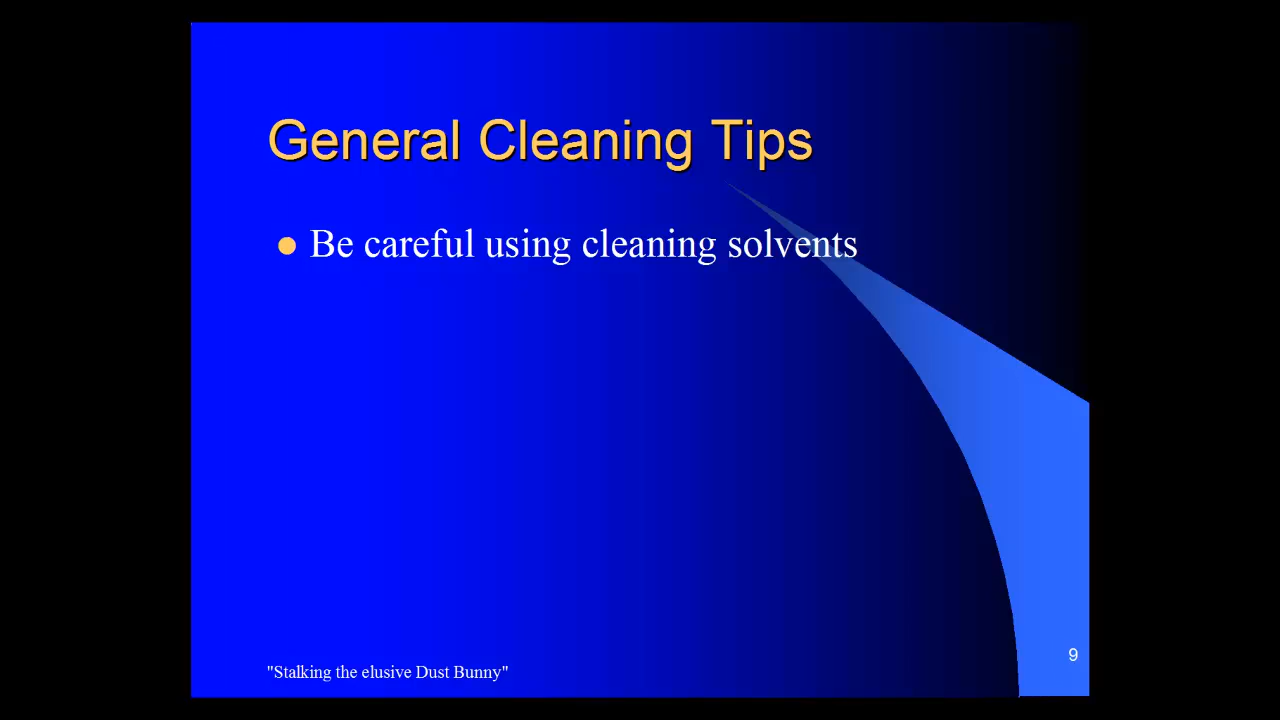 General Cleaning Tips
Be careful using cleaning solvents
"Stalking the elusive Dust Bunny"
9